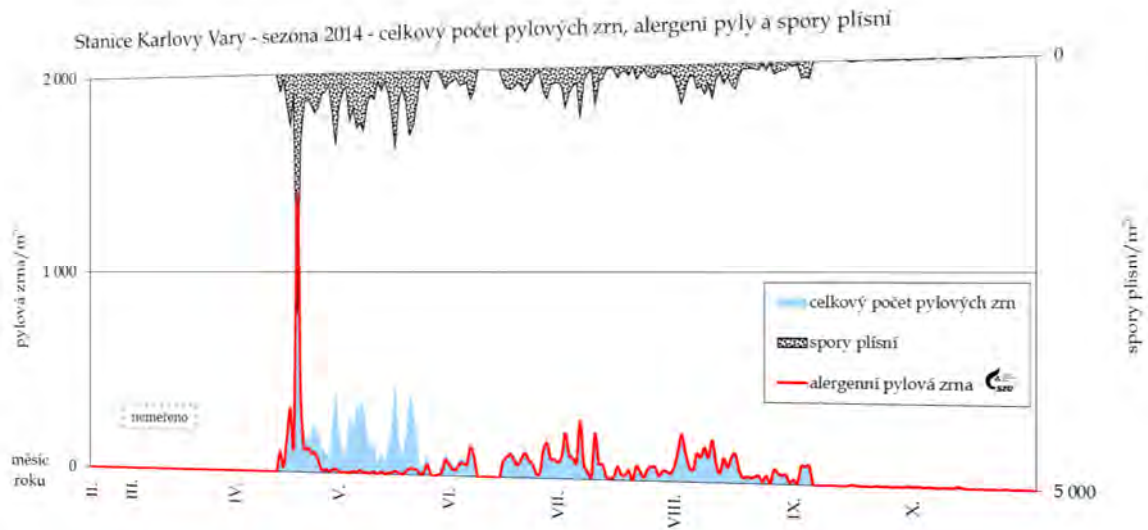 Stanice Karlovy Vary - sezóna 2014 - celkový počet pylových zrn, alergení pyly a spory plísní
2 000
0
pylová zrna/m³
spory plísní/m³
1 000
celkový počet pylových zrn
spory plísní
alergenní pylová zrna
szú
nemeřeno
0
měsíc
roku
5 000
II.
III.
IV.
V.
VI.
VII.
VIII.
IX.
X.